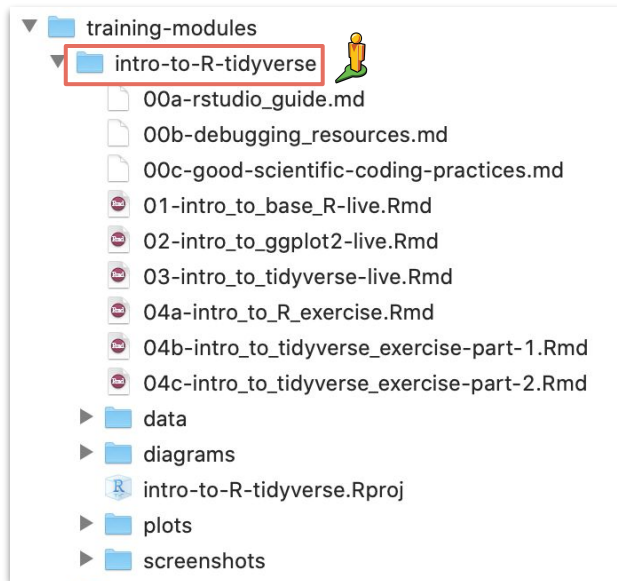 training-modules
intro-to-R-tidyverse
00a-rstudio_guide.md
00b-debugging_resources.md
00c-good-scientific-coding-practices.md
01-intro_to_base_R-live.Rmd
02-intro_to_ggplot2-live.Rmd
03-intro_to_tidyverse-live.Rmd
04a-intro_to_R_exercise.Rmd
04b-intro_to_tidyverse_exercise-part-1.Rmd
04c-intro_to_tidyverse_exercise-part-2.Rmd
data
diagrams
intro-to-R-tidyverse.Rproj
plots
screenshots